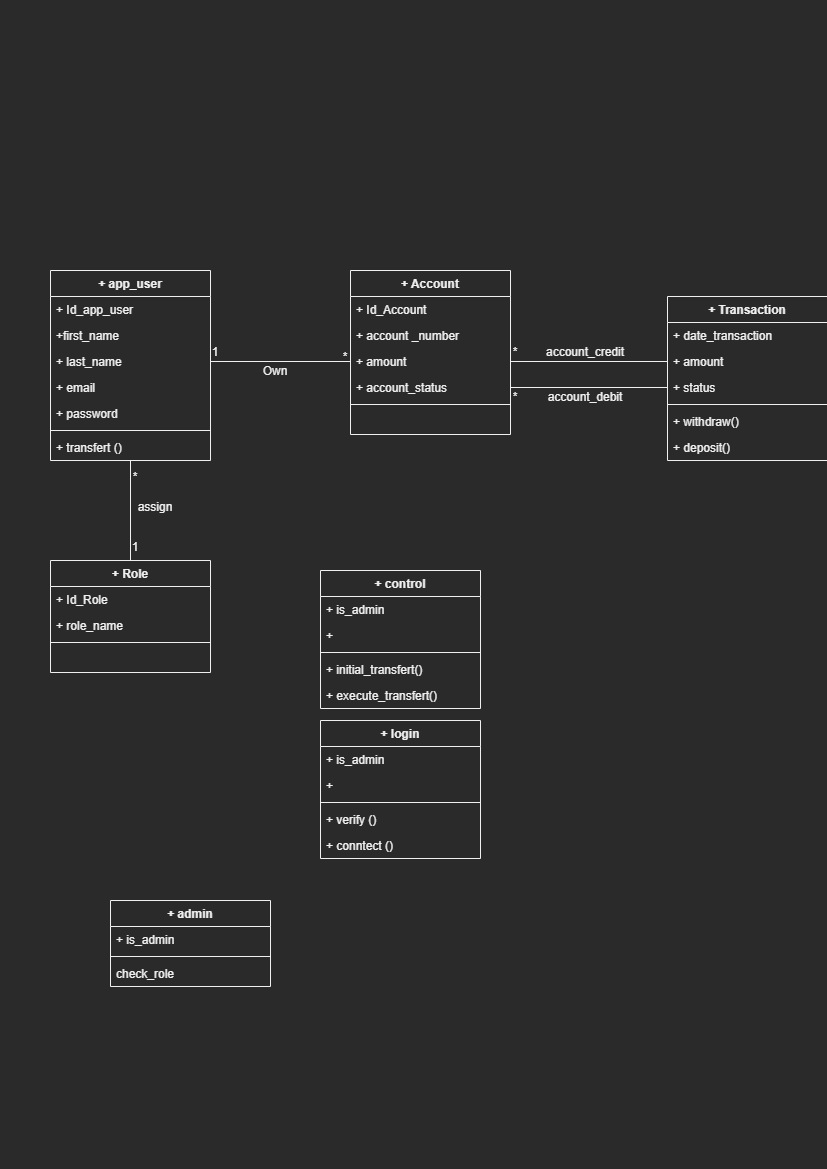 + app_user
+ Id_app_user
+first_name
+ last_name
+ email
+ password
+ transfert ()
1
Own
*
+ Account
+ Id_Account
+ account _number
+ amount
+ account_status
*
account_credit
*
account_debit
+ Transaction
+ date_transaction
+ amount
+ status
+ withdraw()
+ deposit()
*
assign
1
+ Role
+ Id_Role
+ role_name
+ control
+ is_admin
+
+ initial_transfert()
+ execute_transfert()
+ login
+ is_admin
+
+ verify ()
+ conntect ()
+ admin
+ is_admin
check_role